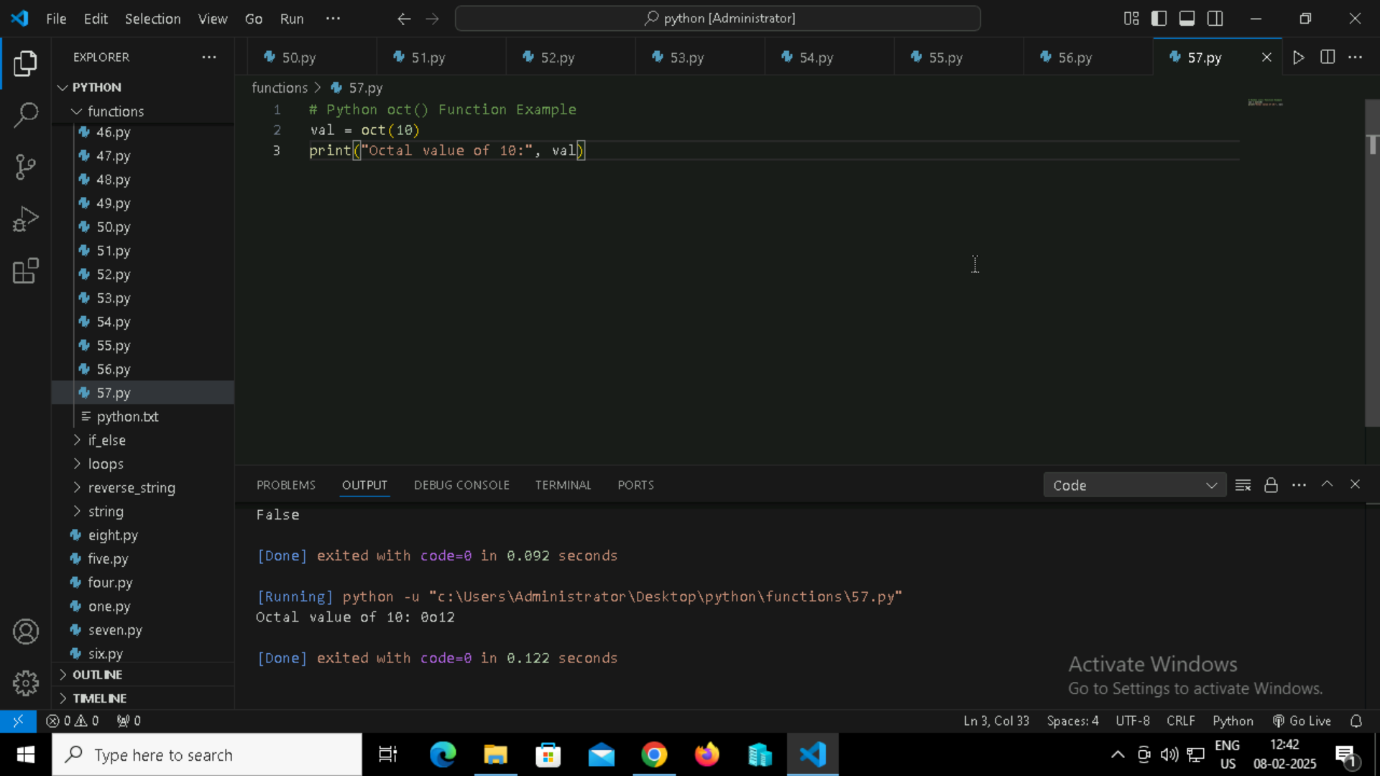 File Edit Selection View Go Run ...
python [Administrator]
EXPLORER
PYTHON
functions
46.py
47.py
48.py
49.py
50.py
51.py
52.py
53.py
54.py
55.py
56.py
57.py
python.txt
if_else
loops
reverse_string
string
eight.py
five.py
four.py
one.py
seven.py
six.py
OUTLINE
TIMELINE
50.py 51.py 52.py 53.py 54.py 55.py 56.py 57.py
functions > 57.py
1 # Python oct() Function Example
2 val = oct(10)
3 print("Octal value of 10:", val)
PROBLEMS OUTPUT DEBUG CONSOLE TERMINAL PORTS
Code
False
[Done] exited with code=0 in 0.092 seconds
[Running] python -u "c:\Users\Administrator\Desktop\python\functions\57.py"
Octal value of 10: 0o12
[Done] exited with code=0 in 0.122 seconds
Activate Windows
Go to Settings to activate Windows.
0 0 0 Ln 3, Col 33 Spaces: 4 UTF-8 CRLF Python Go Live
Type here to search
ENG
US
12:42
08-02-2025
1